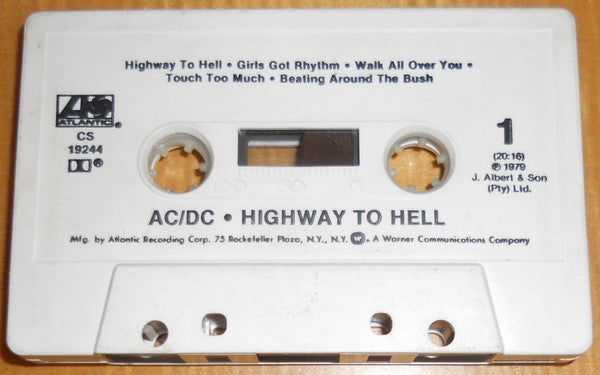 Highway To Hell • Girls Got Rhythm • Walk All Over You •
Touch Too Much • Beating Around The Bush
ATLANTIC
CS
19244
1
(20:16)
℗ 1979
J. Albert & Son
(Pty) Ltd.
100 50 0
AC/DC • HIGHWAY TO HELL
Mfg. by Atlantic Recording Corp. 75 Rockefeller Plaza, N.Y., N.Y. W. A Warner Communications Company